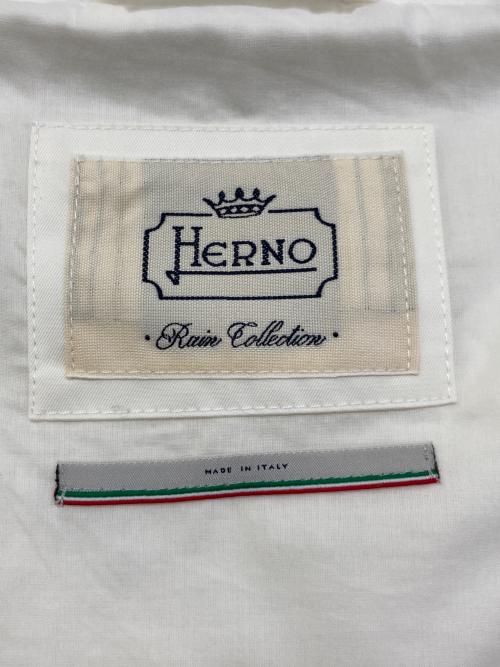 HERNO
· Rain Collection ·
MADE IN ITALY